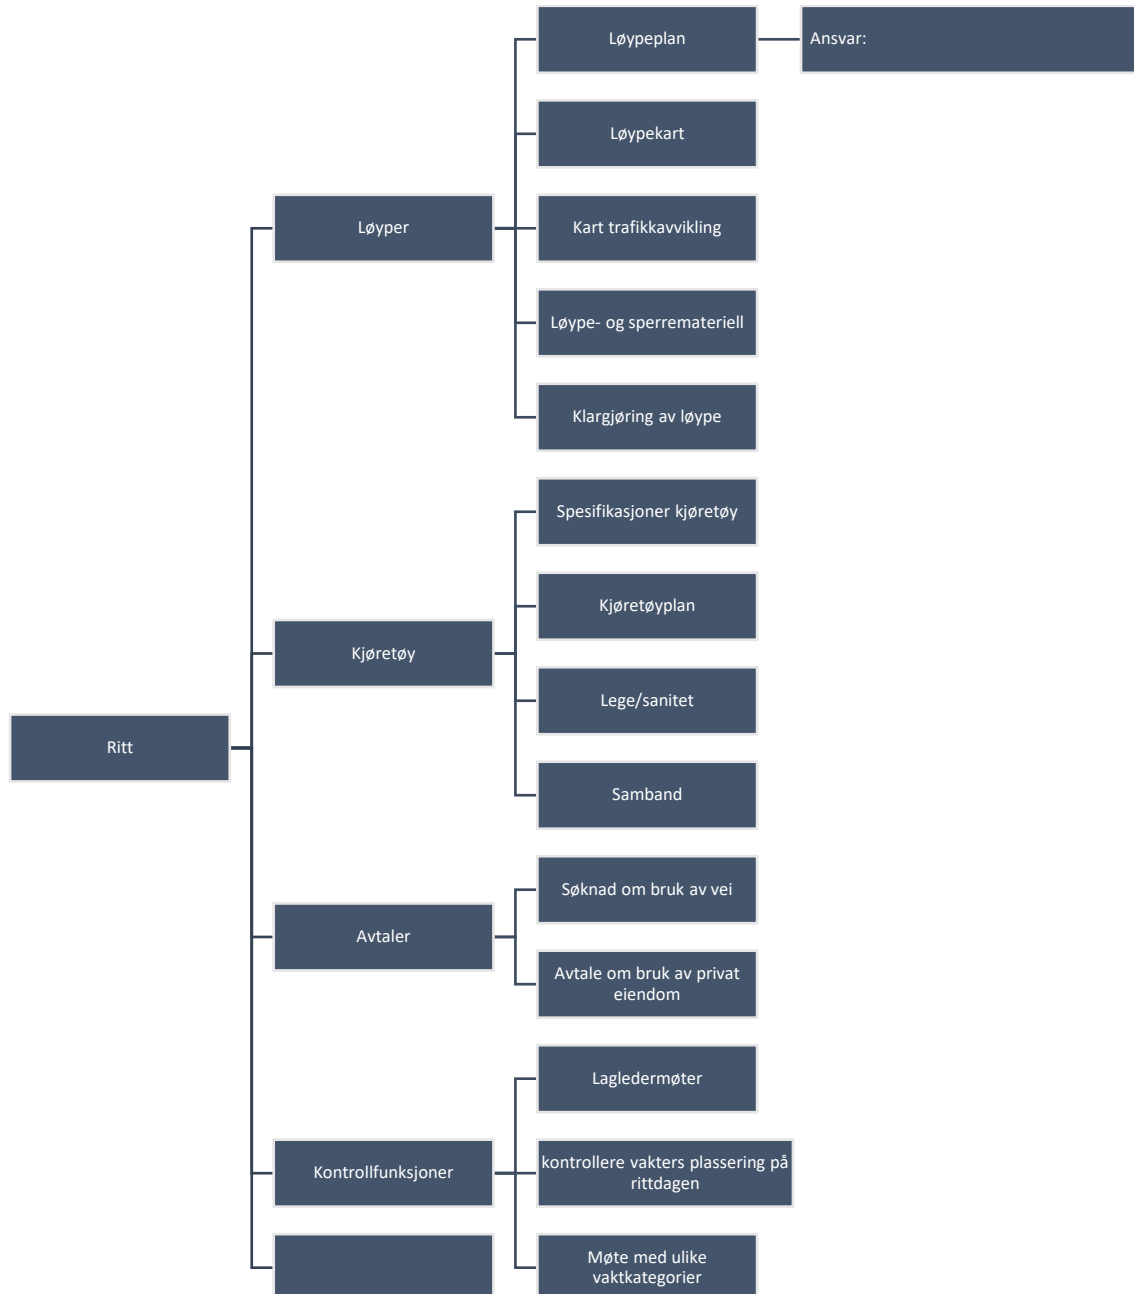 Løypeplan
Ansvar:
Løypekart
Løyper
Kart trafikkavvikling
Løype- og sperremateriell
Klargjøring av løype
Spesifikasjoner kjøretøy
Kjøretøyplan
Kjøretøy
Lege/sanitet
Ritt
Samband
Søknad om bruk av vei
Avtaler
Avtale om bruk av privat
eiendom
Lagledermøter
Kontrollfunksjoner
kontrollere vakters plassering på
rittdagen
Møte med ulike
vaktkategorier